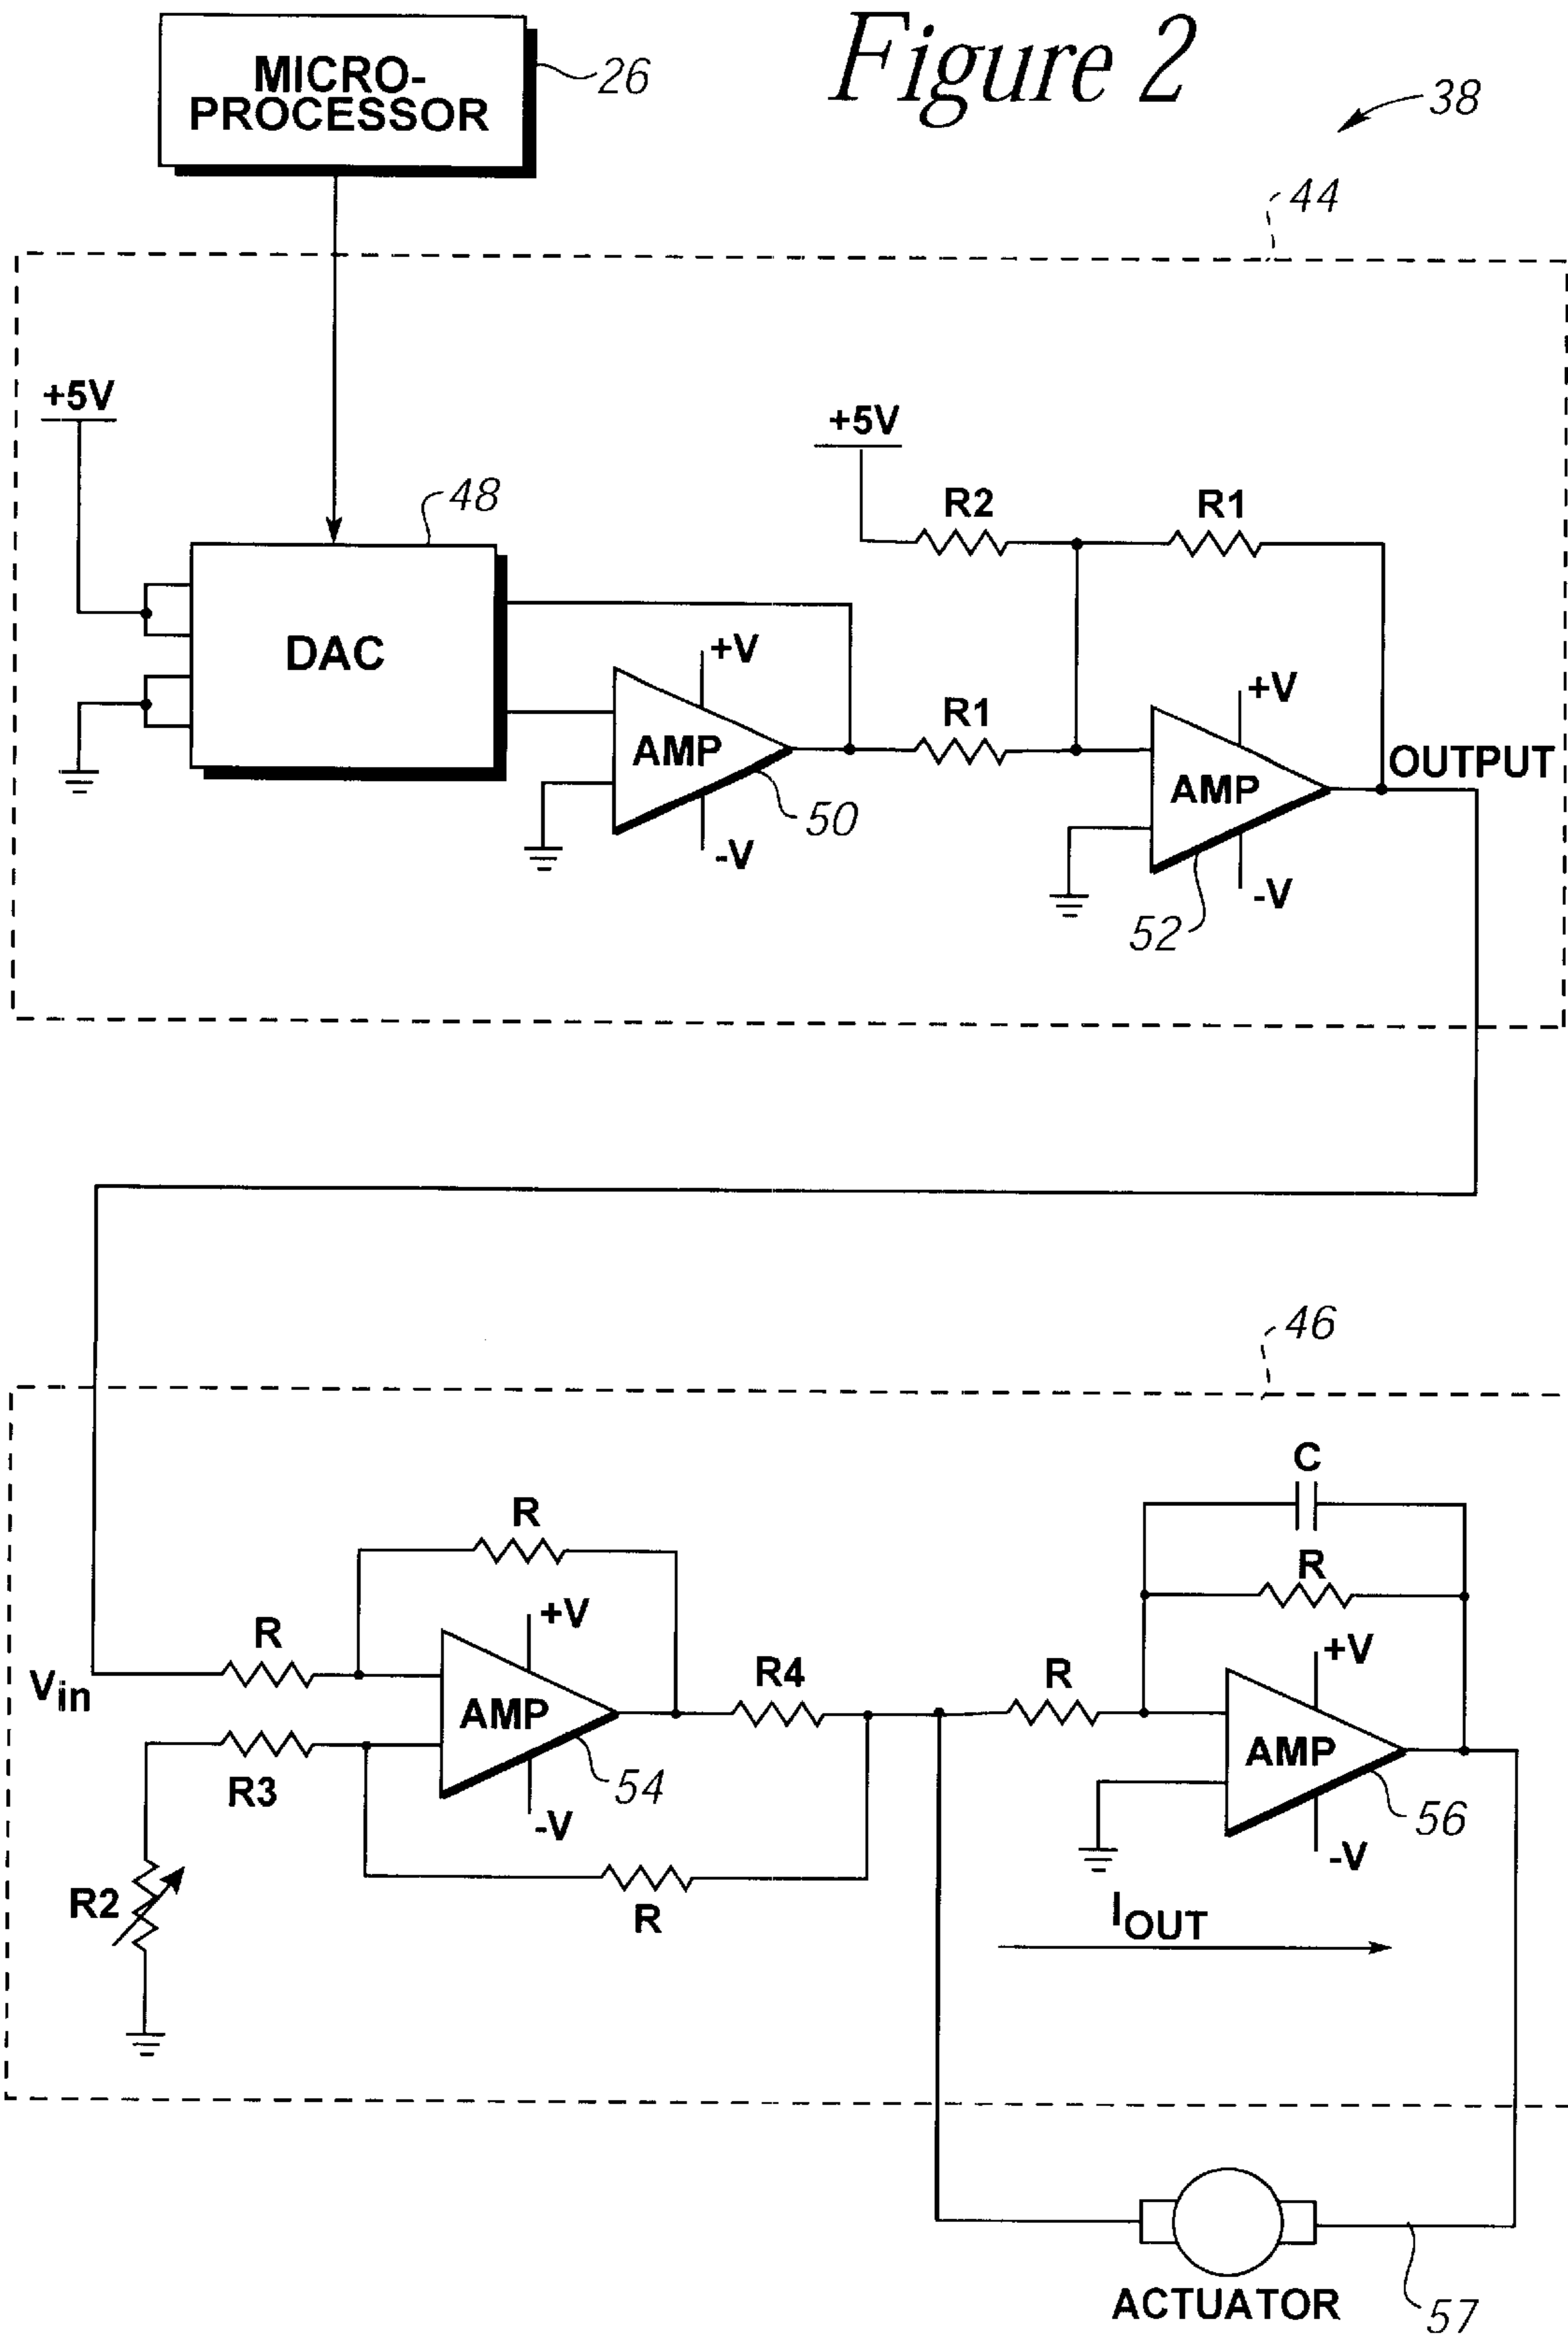 Figure 2
MICRO-
PROCESSOR
26
38
44
+5V
+5V
48
R2
R1
DAC
+V
AMP
-V
50
R1
+V
AMP
-V
52
OUTPUT
46
C
R
R
R
+V
AMP
-V
54
Vin
R3
R4
R
+V
AMP
-V
56
R2
R
IOUT
ACTUATOR
57